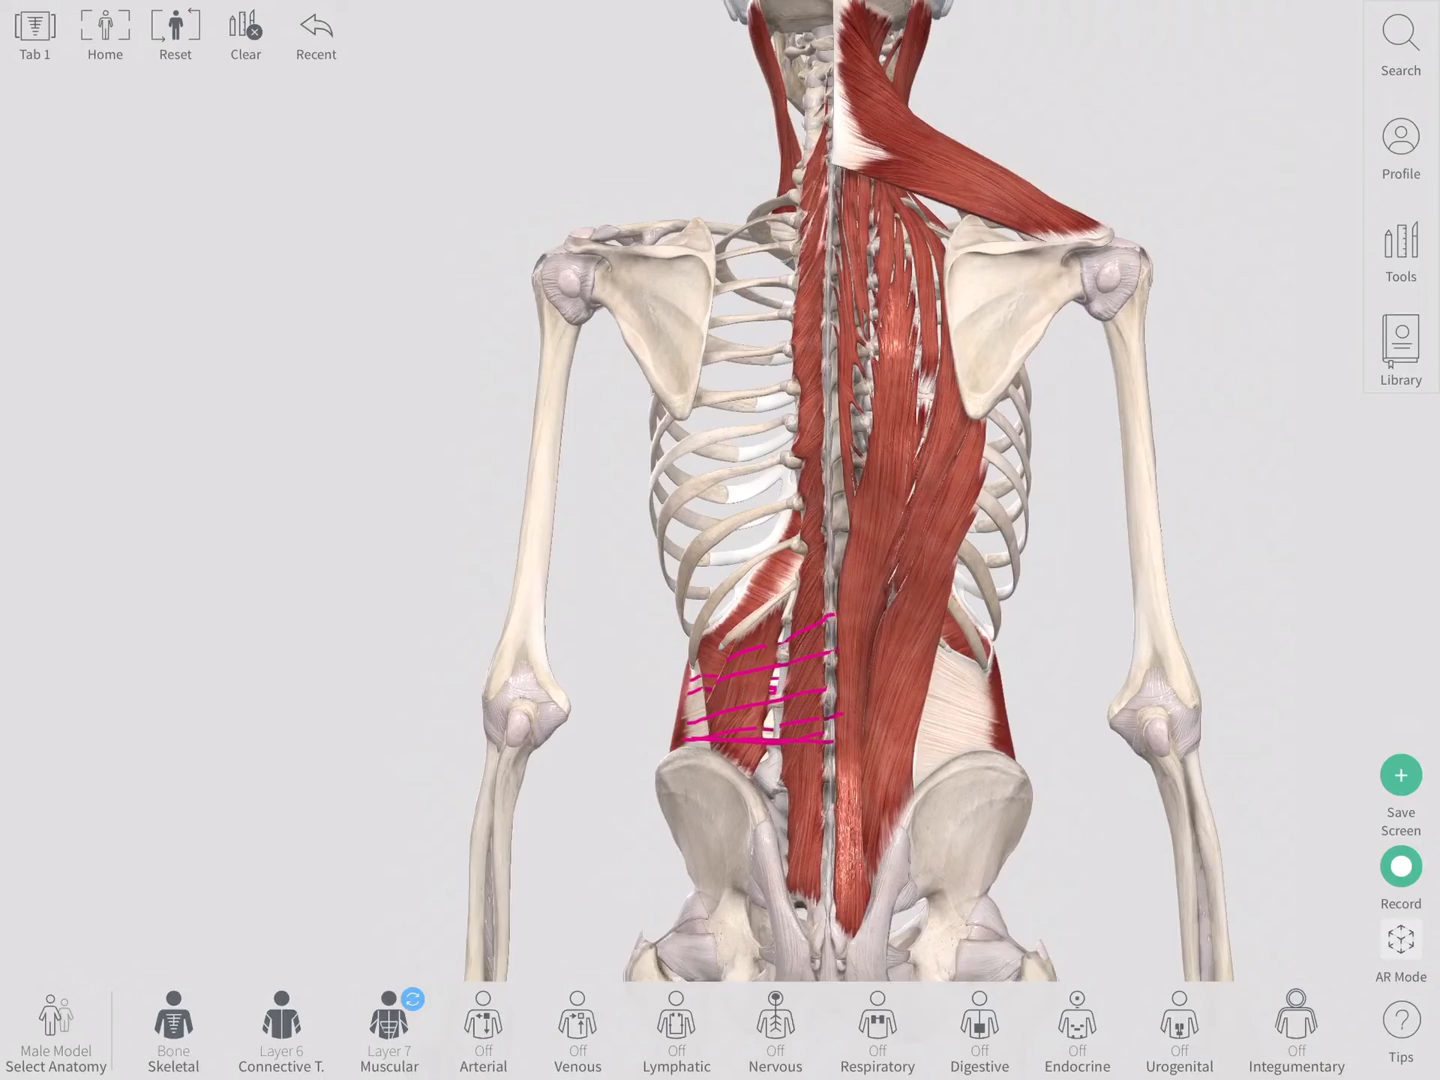 Tab 1
Home
Reset
Clear
Recent
Search
Profile
Tools
Library
Save
Screen
Record
AR Mode
Tips
Male Model
Select Anatomy
Bone
Skeletal
Layer 6
Connective T.
Layer 7
Muscular
Off
Arterial
Off
Venous
Off
Lymphatic
Off
Nervous
Off
Respiratory
Off
Digestive
Off
Endocrine
Off
Urogenital
Off
Integumentary